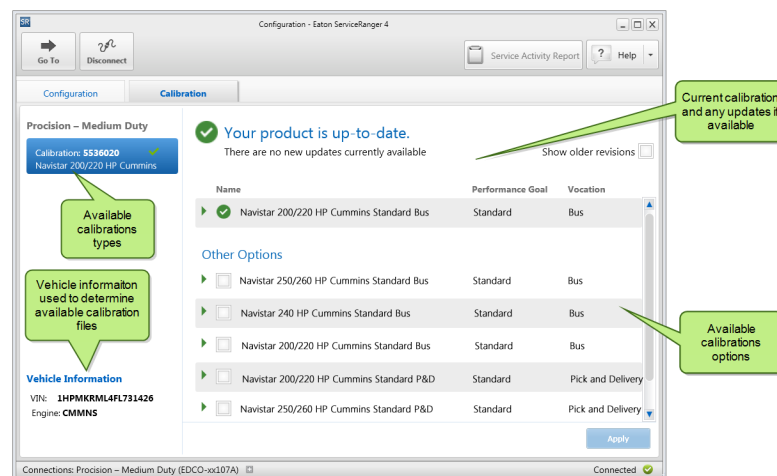 SR
Configuration - Eaton ServiceRanger 4
Go To
Disconnect
Service Activity Report
?
Help
Configuration
Calibration
Current calibration
and any updates if
available
Precision – Medium Duty
Calibration: 5536020
Navistar 200/220 HP Cummins
Available
calibrations
types
Vehicle informaiton
used to determine
available calibration
files
Vehicle Information
VIN: 1HPMKRML4FL731426
Engine: CMMNS
Your product is up-to-date.
There are no new updates currently available
Show older revisions
Name Performance Goal Vocation
Navistar 200/220 HP Cummins Standard Bus Standard Bus
Other Options
Navistar 250/260 HP Cummins Standard Bus Standard Bus
Navistar 240 HP Cummins Standard Bus Standard Bus
Navistar 200/220 HP Cummins Standard Bus Standard Bus
Navistar 200/220 HP Cummins Standard P&D Standard Pick and Delivery
Navistar 250/260 HP Cummins Standard P&D Standard Pick and Delivery
Available
calibrations
options
Apply
Connections: Precision – Medium Duty (EDCO-xx107A)
Connected